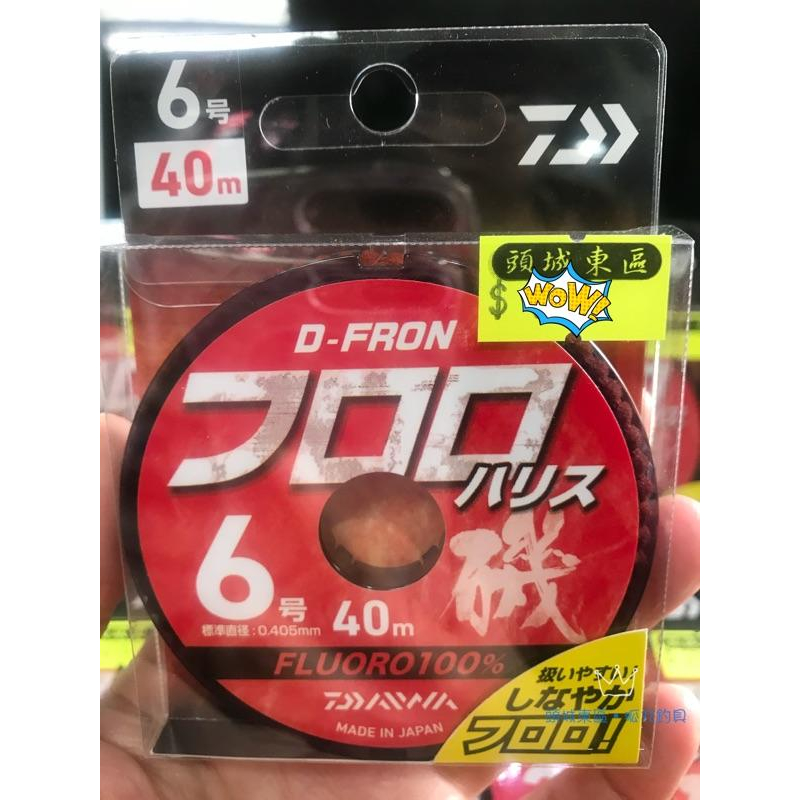 6号
40m
頭城東區
$
WOW!
D-FRON
フロロ
ハリス
磯
6号
標準直径:0.405mm
40m
FLUORO100%
DAIWA
MADE IN JAPAN
扱いやすい
しなやか
フロロ!